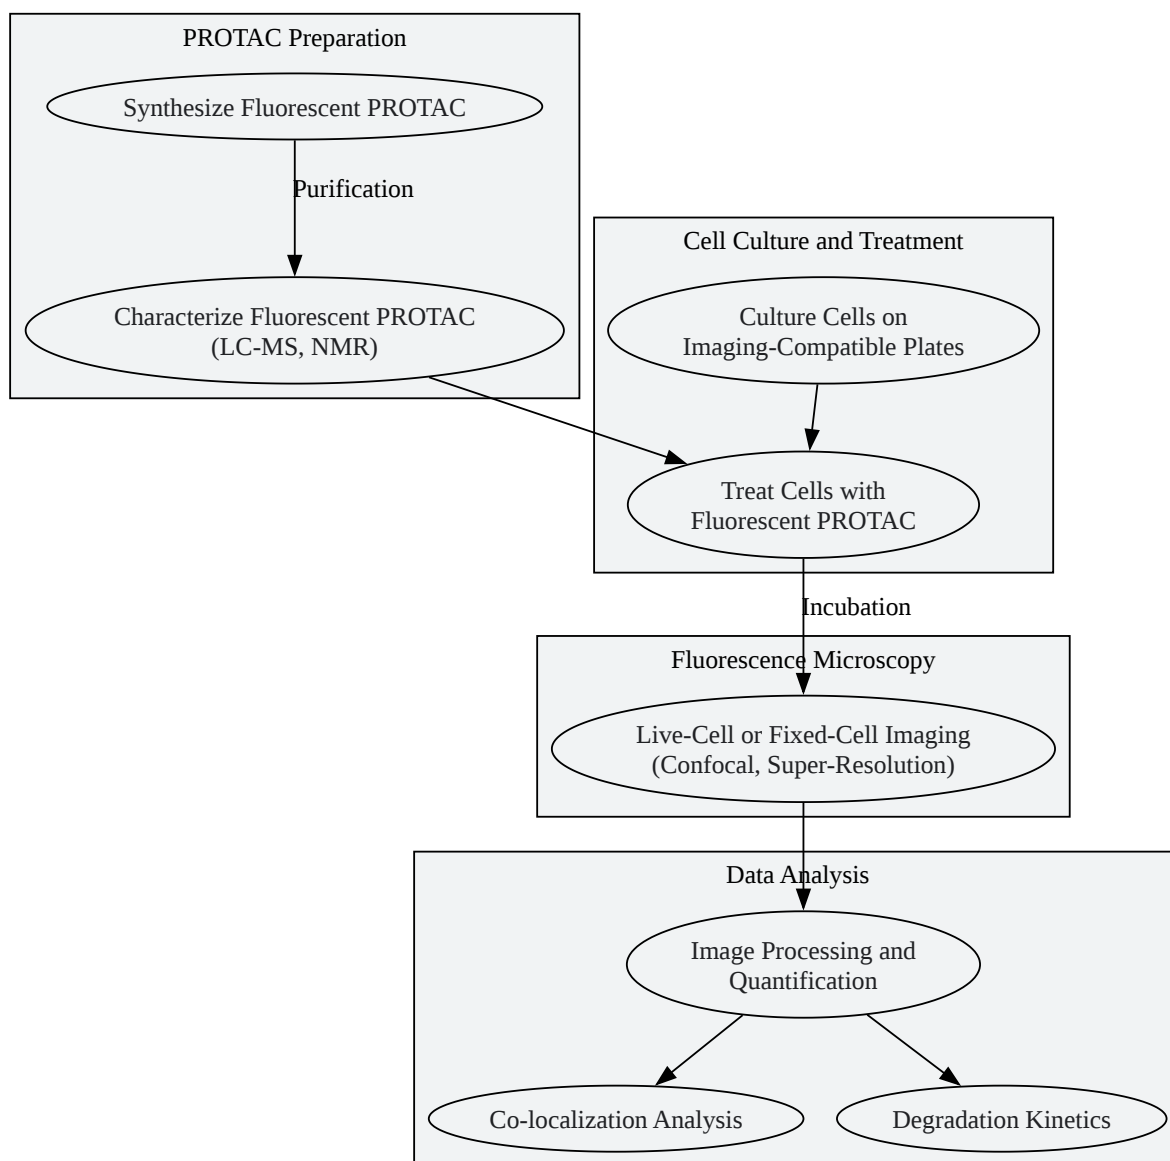 PROTAC Preparation
Synthesize Fluorescent PROTAC
Purification
Characterize Fluorescent PROTAC
(LC-MS, NMR)
Cell Culture and Treatment
Culture Cells on
Imaging-Compatible Plates
Treat Cells with
Fluorescent PROTAC
Incubation
Fluorescence Microscopy
Live-Cell or Fixed-Cell Imaging
(Confocal, Super-Resolution)
Data Analysis
Image Processing and
Quantification
Co-localization Analysis
Degradation Kinetics